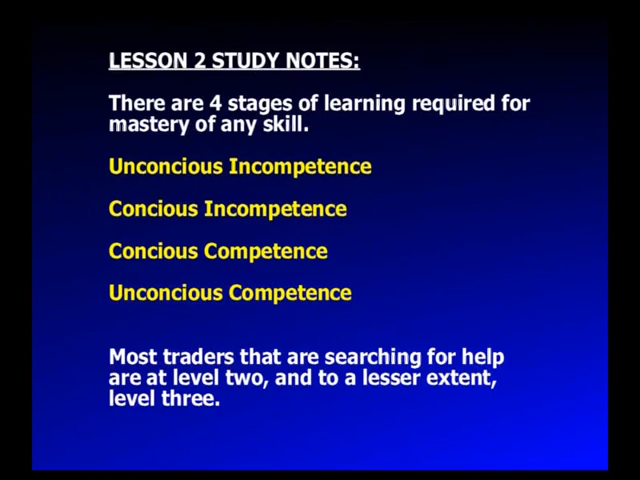 LESSON 2 STUDY NOTES:
There are 4 stages of learning required for
mastery of any skill.
Unconcious Incompetence
Concious Incompetence
Concious Competence
Unconcious Competence
Most traders that are searching for help
are at level two, and to a lesser extent,
level three.